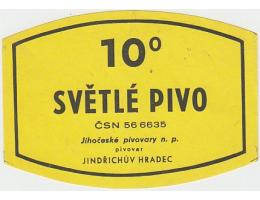 10°
SVĚTLÉ PIVO
ČSN 56 6635
Jihočeské pivovary n. p.
pivovar
JINDŘICHŮV HRADEC